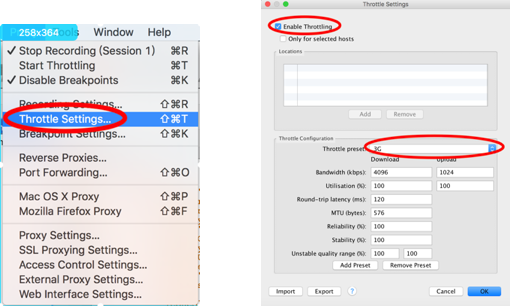 258x364
Window Help
✓ Stop Recording (Session 1) ⌘R
Start Throttling ⌘T
✓ Disable Breakpoints ⌘K
Recording Settings... ⇧⌘R
Throttle Settings... ⇧⌘T
Breakpoint Settings... ⇧⌘K
Reverse Proxies...
Port Forwarding... ⇧⌘O
Mac OS X Proxy ⇧⌘P
Mozilla Firefox Proxy ⇧⌘F
Proxy Settings...
SSL Proxying Settings...
Access Control Settings...
External Proxy Settings...
Web Interface Settings...
Throttle Settings
Enable Throttling
Only for selected hosts
Locations
Add Remove
Throttle Configuration
Throttle preset: 3G
Download Upload
Bandwidth (kbps): 4096 1024
Utilisation (%): 100 100
Round-trip latency (ms): 120
MTU (bytes): 576
Reliability (%): 100
Stability (%): 100
Unstable quality range (%): 100 100
Add Preset Remove Preset
Import Export ? Cancel OK